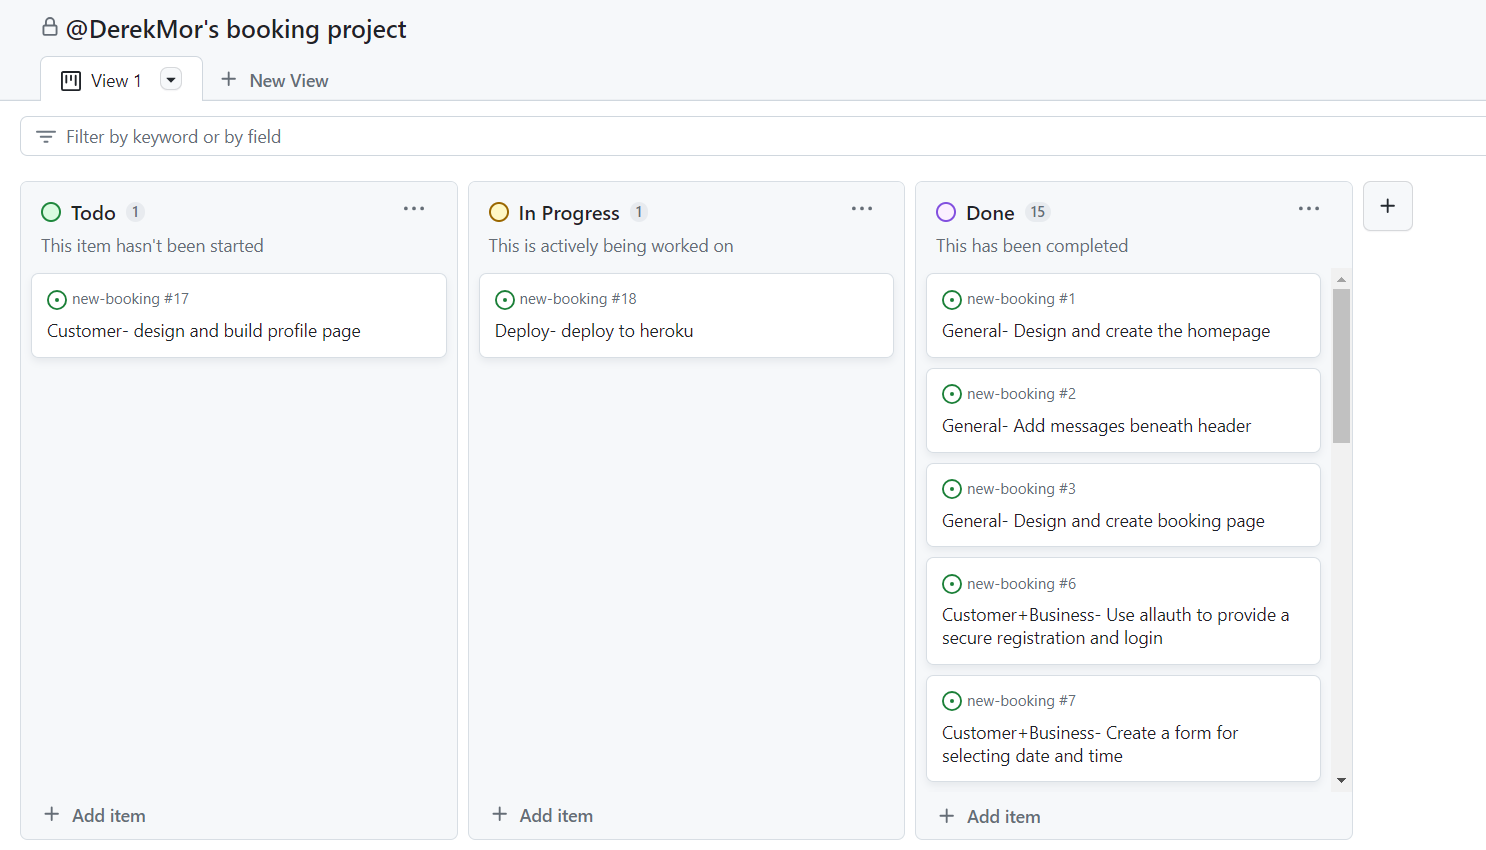 @DerekMor's booking project
View 1
New View
Filter by keyword or by field
Todo 1
This item hasn't been started
new-booking #17
Customer- design and build profile page
Add item
In Progress 1
This is actively being worked on
new-booking #18
Deploy- deploy to heroku
Add item
Done 15
This has been completed
new-booking #1
General- Design and create the homepage
new-booking #2
General- Add messages beneath header
new-booking #3
General- Design and create booking page
new-booking #6
Customer+Business- Use allauth to provide a
secure registration and login
new-booking #7
Customer+Business- Create a form for
selecting date and time
Add item